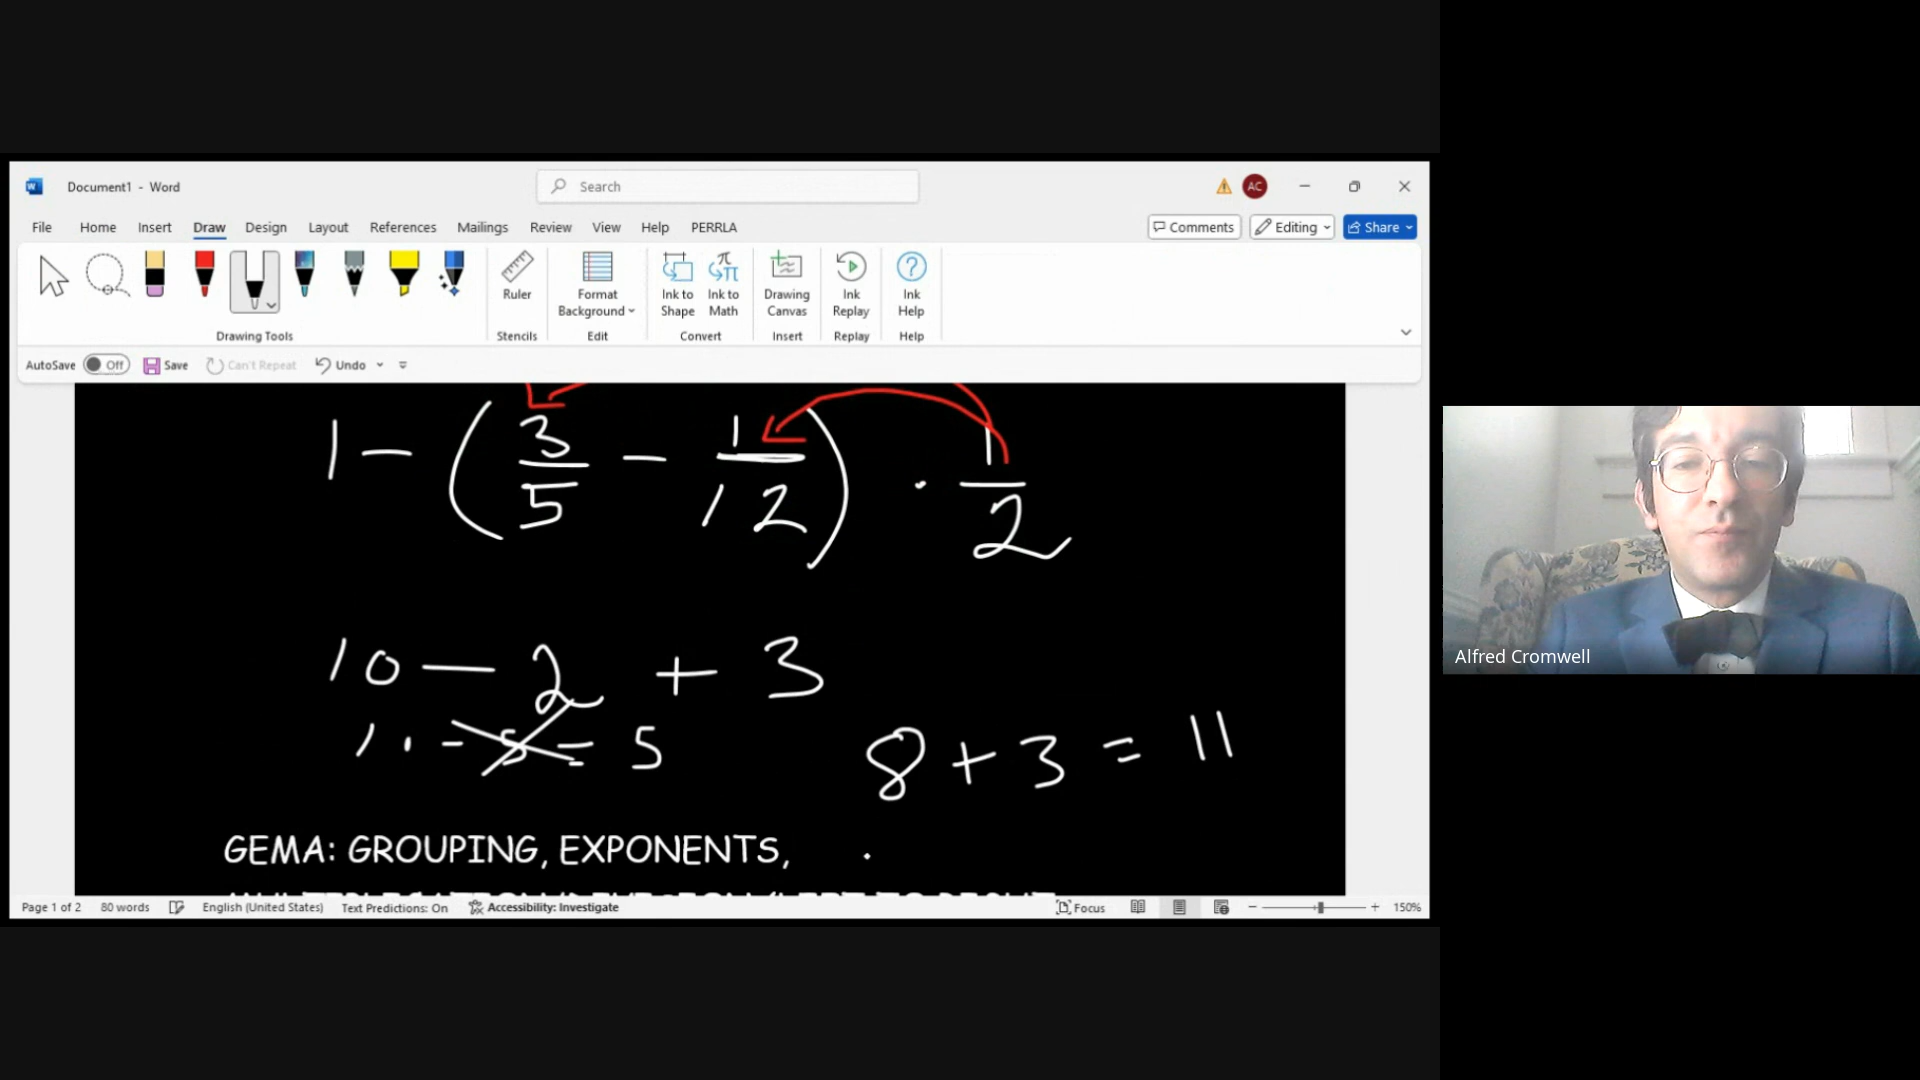 Document1 - Word
Search
AC
File Home Insert Draw Design Layout References Mailings Review View Help PERRLA
Comments Editing Share
Ruler
Format Background
Ink to Shape
Ink to Math
Drawing Canvas
Ink Replay
Ink Help
Drawing Tools Stencils Edit Convert Insert Replay Help
AutoSave Off Save Can't Repeat Undo
1 - ( 3/5 - 1/12 ) · 1/2
10 - 2 + 3
10 - 5 = 5
8 + 3 = 11
GEMA: GROUPING, EXPONENTS,
Page 1 of 2 80 words English (United States) Text Predictions: On Accessibility: Investigate Focus 150%
Alfred Cromwell